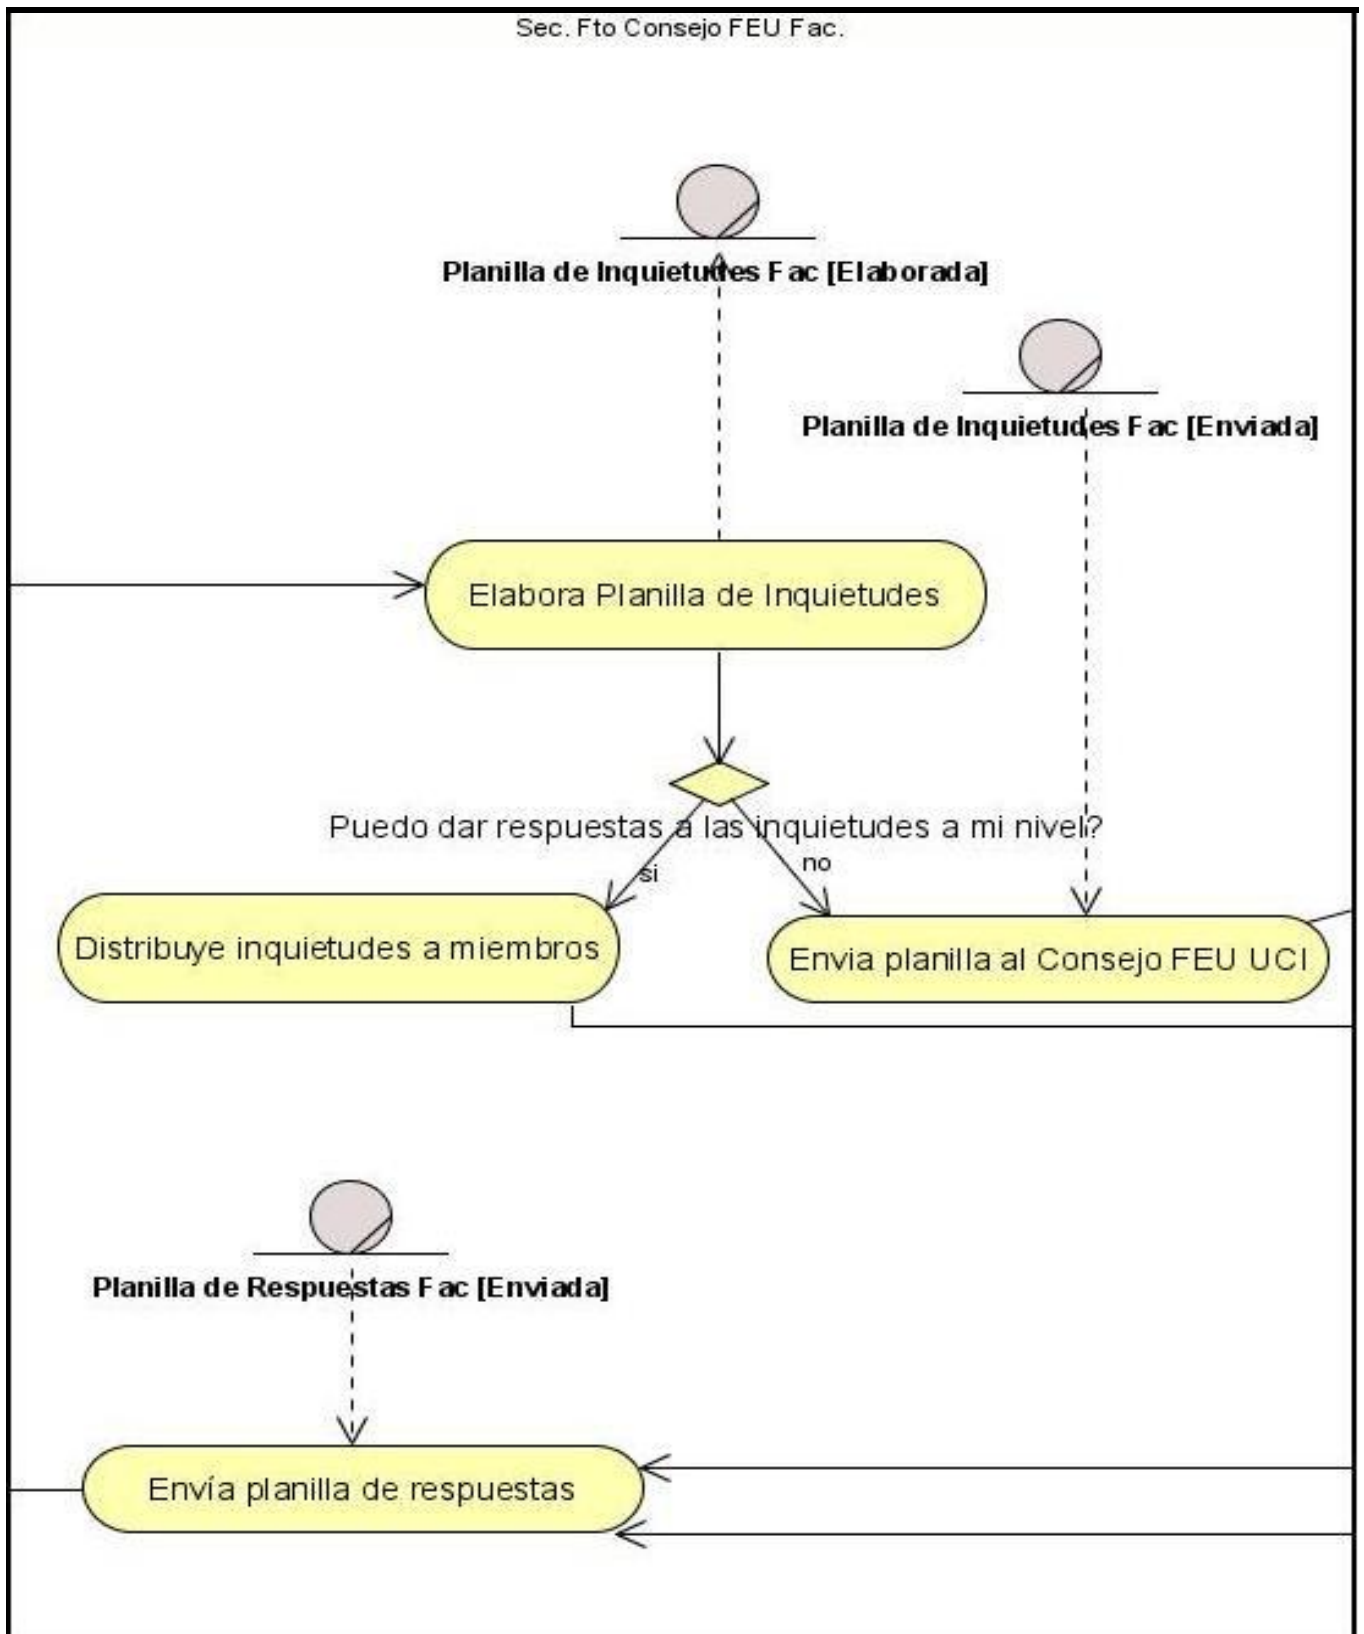 Sec. Fto Consejo FEU Fac.
Planilla de Inquietudes Fac [Elaborada]
Planilla de Inquietudes Fac [Enviada]
Elabora Planilla de Inquietudes
Puedo dar respuestas a las inquietudes a mi nivel?
si
no
Distribuye inquietudes a miembros
Envia planilla al Consejo FEU UCI
Planilla de Respuestas Fac [Enviada]
Envía planilla de respuestas